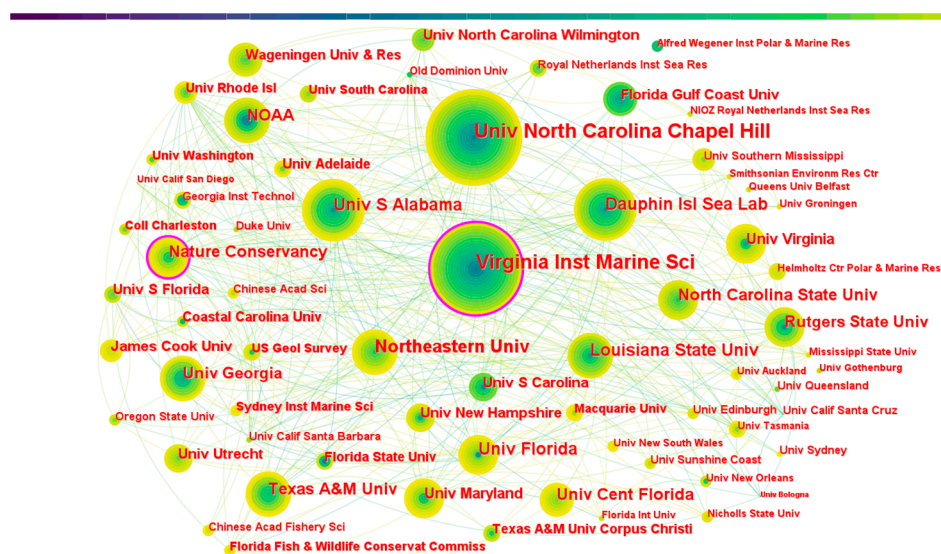 Univ North Carolina Wilmington
Alfred Wegener Inst Polar & Marine Res
Wageningen Univ & Res
Old Dominion Univ
Royal Netherlands Inst Sea Res
Univ Rhode Isl
Univ South Carolina
Florida Gulf Coast Univ
NOAA
NIOZ Royal Netherlands Inst Sea Res
Univ North Carolina Chapel Hill
Univ Washington
Univ Adelaide
Univ Southern Mississippi
Univ Calif San Diego
Smithsonian Environm Res Ctr
Queens Univ Belfast
Georgia Inst Technol
Univ S Alabama
Dauphin Isl Sea Lab
Univ Groningen
Coll Charleston
Duke Univ
Univ Virginia
Nature Conservancy
Virginia Inst Marine Sci
Helmholtz Ctr Polar & Marine Res
Univ S Florida
Chinese Acad Sci
North Carolina State Univ
Coastal Carolina Univ
Rutgers State Univ
James Cook Univ
US Geol Survey
Northeastern Univ
Louisiana State Univ
Mississippi State Univ
Univ Georgia
Univ Auckland
Univ Gothenburg
Univ S Carolina
Univ Queensland
Oregon State Univ
Sydney Inst Marine Sci
Univ New Hampshire
Macquarie Univ
Univ Edinburgh
Univ Calif Santa Cruz
Univ Tasmania
Univ Calif Santa Barbara
Univ New South Wales
Univ Sydney
Univ Utrecht
Florida State Univ
Univ Florida
Univ Sunshine Coast
Univ New Orleans
Texas A&M Univ
Univ Maryland
Univ Cent Florida
Univ Bologna
Chinese Acad Fishery Sci
Florida Int Univ
Nicholls State Univ
Texas A&M Univ Corpus Christi
Florida Fish & Wildlife Conservat Commiss